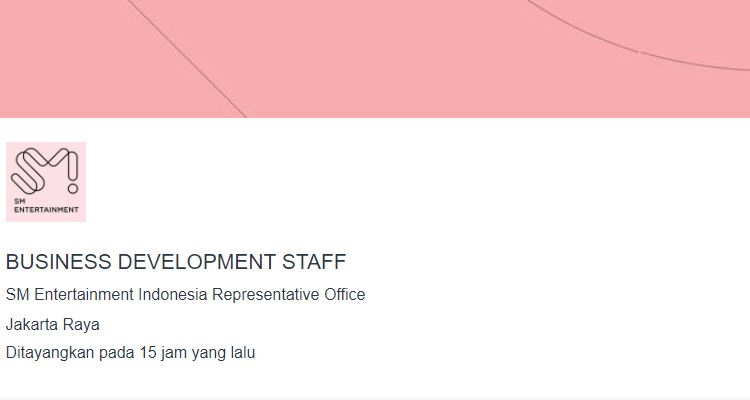 SM
ENTERTAINMENT
BUSINESS DEVELOPMENT STAFF
SM Entertainment Indonesia Representative Office
Jakarta Raya
Ditayangkan pada 15 jam yang lalu